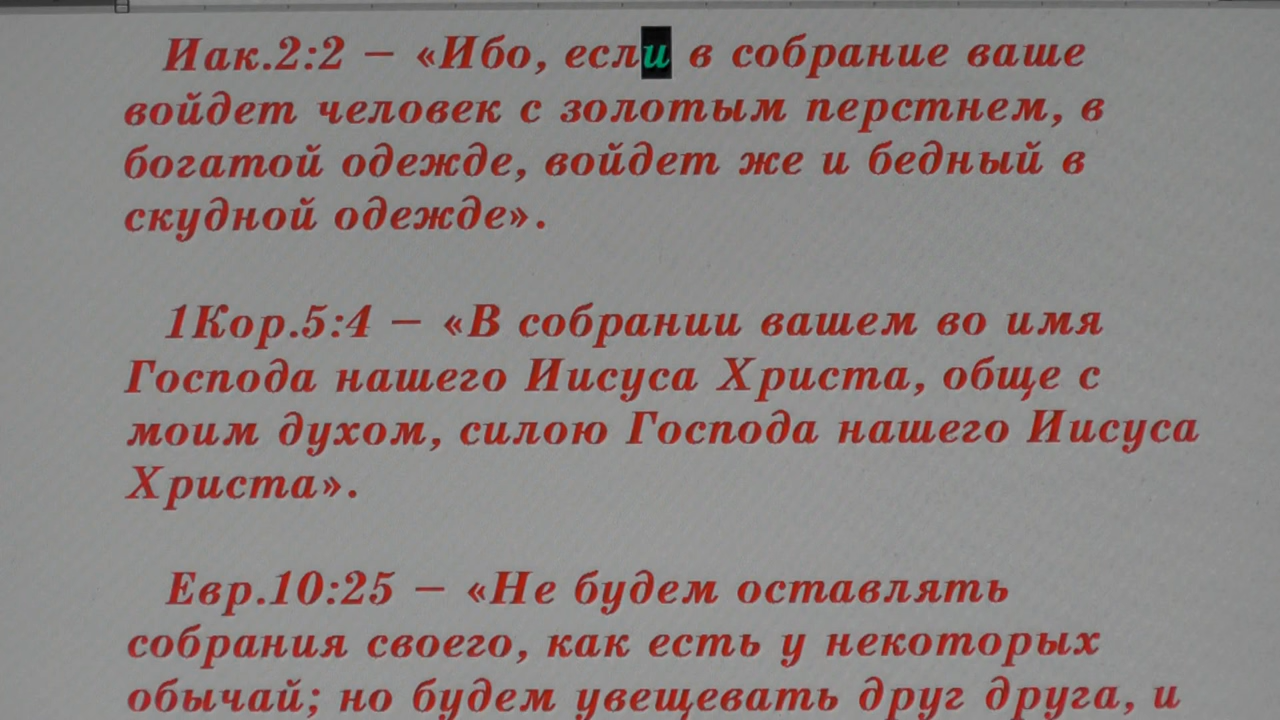 Иак.2:2 – «Ибо, если в собрание ваше
войдет человек с золотым перстнем, в
богатой одежде, войдет же и бедный в
скудной одежде».
1Кор.5:4 – «В собрании вашем во имя
Господа нашего Иисуса Христа, обще с
моим духом, силою Господа нашего Иисуса
Христа».
Евр.10:25 – «Не будем оставлять
собрания своего, как есть у некоторых
обычай; но будем увещевать друг друга, и